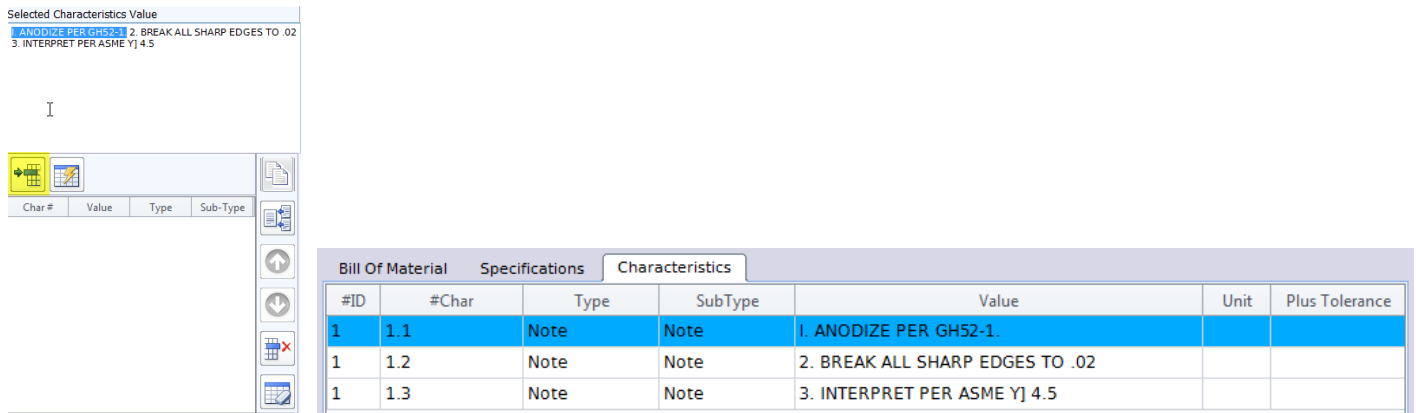 Selected Characteristics Value
I. ANODIZE PER GH52-1. 2. BREAK ALL SHARP EDGES TO .02
3. INTERPRET PER ASME Y] 4.5
Char # Value Type Sub-Type
Bill Of Material Specifications Characteristics
#ID #Char Type SubType Value Unit Plus Tolerance
1 1.1 Note Note I. ANODIZE PER GH52-1.
1 1.2 Note Note 2. BREAK ALL SHARP EDGES TO .02
1 1.3 Note Note 3. INTERPRET PER ASME Y] 4.5